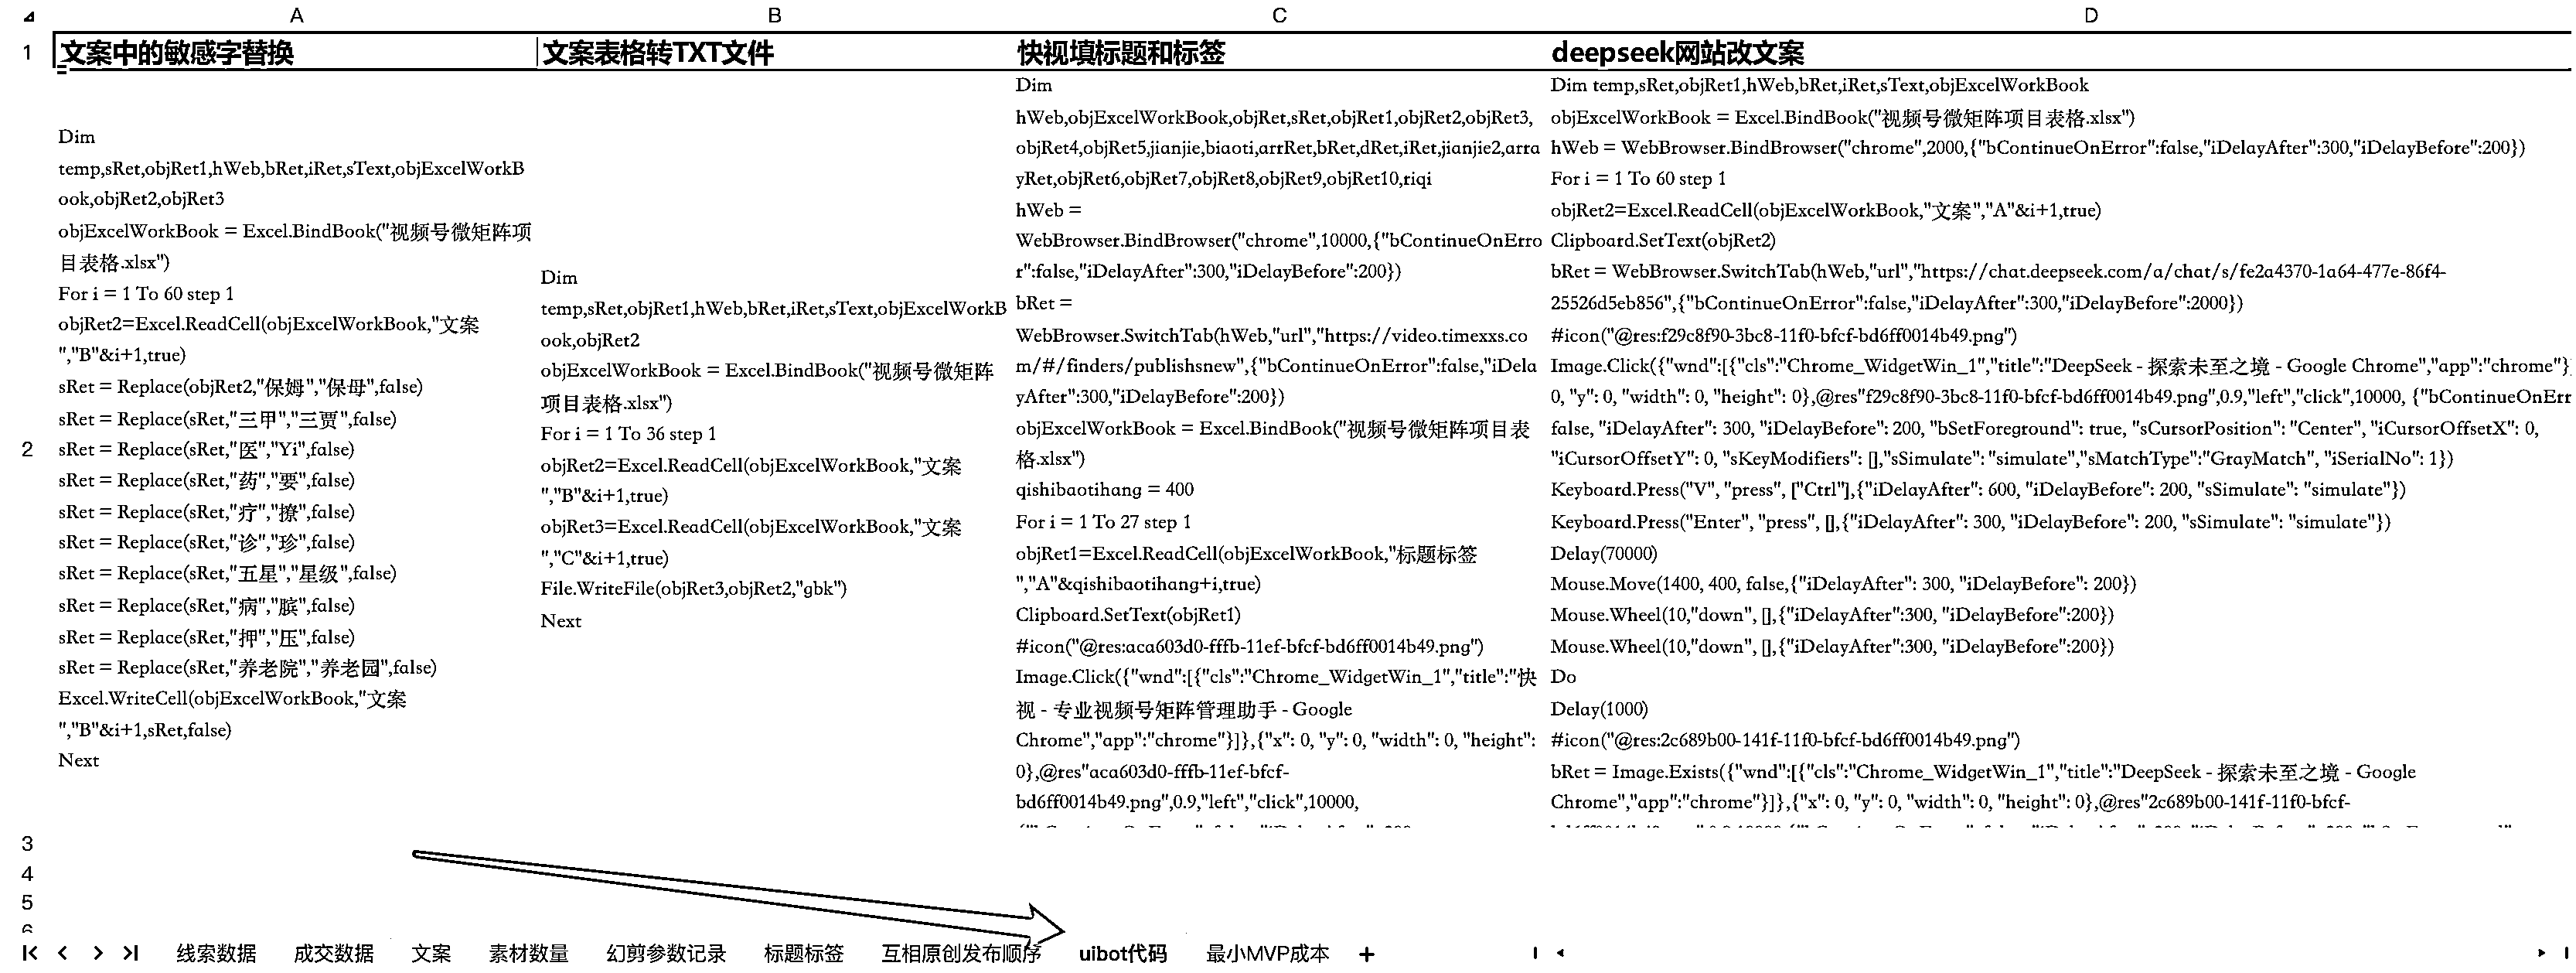 A
B
C
D
1
文案中的敏感字替换
文案表格转TXT文件
快视填标题和标签
deepseek网站改文案
2
Dim
temp,sRet,objRet1,hWeb,bRet,iRet,sText,objExcelWorkB
ook,objRet2,objRet3
objExcelWorkBook = Excel.BindBook("视频号微矩阵项
目表格.xlsx")
For i = 1 To 60 step 1
objRet2=Excel.ReadCell(objExcelWorkBook,"文案
","B"&i+1,true)
sRet = Replace(objRet2,"保姆","保母",false)
sRet = Replace(sRet,"三甲","三贾",false)
sRet = Replace(sRet,"医","Yi",false)
sRet = Replace(sRet,"药","要",false)
sRet = Replace(sRet,"疗","撩",false)
sRet = Replace(sRet,"诊","珍",false)
sRet = Replace(sRet,"五星","星级",false)
sRet = Replace(sRet,"病","膑",false)
sRet = Replace(sRet,"押","压",false)
sRet = Replace(sRet,"养老院","养老园",false)
Excel.WriteCell(objExcelWorkBook,"文案
","B"&i+1,sRet,false)
Next
Dim
temp,sRet,objRet1,hWeb,bRet,iRet,sText,objExcelWorkB
ook,objRet2
objExcelWorkBook = Excel.BindBook("视频号微矩阵
项目表格.xlsx")
For i = 1 To 36 step 1
objRet2=Excel.ReadCell(objExcelWorkBook,"文案
","B"&i+1,true)
objRet3=Excel.ReadCell(objExcelWorkBook,"文案
","C"&i+1,true)
File.WriteFile(objRet3,objRet2,"gbk")
Next
Dim
hWeb,objExcelWorkBook,objRet,sRet,objRet1,objRet2,objRet3,
objRet4,objRet5,jianjie,biaoti,arrRet,bRet,dRet,iRet,jianjie2,arra
yRet,objRet6,objRet7,objRet8,objRet9,objRet10,riqi
hWeb =
WebBrowser.BindBrowser("chrome",10000,{"bContinueOnErro
r":false,"iDelayAfter":300,"iDelayBefore":200})
bRet =
WebBrowser.SwitchTab(hWeb,"url","https://video.timexxs.co
m/#/finders/publishsnew",{"bContinueOnError":false,"iDela
yAfter":300,"iDelayBefore":200})
objExcelWorkBook = Excel.BindBook("视频号微矩阵项目表
格.xlsx")
qishibaotihang = 400
For i = 1 To 27 step 1
objRet1=Excel.ReadCell(objExcelWorkBook,"标题标签
","A"&qishibaotihang+i,true)
Clipboard.SetText(objRet1)
#icon("@res:aca603d0-fffb-11ef-bfcf-bd6ff0014b49.png")
Image.Click({"wnd":[{"cls":"Chrome_WidgetWin_1","title":"快
视 - 专业视频号矩阵管理助手 - Google
Chrome","app":"chrome"}]},{"x": 0, "y": 0, "width": 0, "height":
0},@res"aca603d0-fffb-11ef-bfcf-
bd6ff0014b49.png",0.9,"left","click",10000,
Dim temp,sRet,objRet1,hWeb,bRet,iRet,sText,objExcelWorkBook
objExcelWorkBook = Excel.BindBook("视频号微矩阵项目表格.xlsx")
hWeb = WebBrowser.BindBrowser("chrome",2000,{"bContinueOnError":false,"iDelayAfter":300,"iDelayBefore":200})
For i = 1 To 60 step 1
objRet2=Excel.ReadCell(objExcelWorkBook,"文案","A"&i+1,true)
Clipboard.SetText(objRet2)
bRet = WebBrowser.SwitchTab(hWeb,"url","https://chat.deepseek.com/a/chat/s/fe2a4370-1a64-477e-86f4-
25526d5eb856",{"bContinueOnError":false,"iDelayAfter":300,"iDelayBefore":2000})
#icon("@res:f29c8f90-3bc8-11f0-bfcf-bd6ff0014b49.png")
Image.Click({"wnd":[{"cls":"Chrome_WidgetWin_1","title":"DeepSeek - 探索未至之境 - Google Chrome","app":"chrome"}
0, "y": 0, "width": 0, "height": 0},@res"f29c8f90-3bc8-11f0-bfcf-bd6ff0014b49.png",0.9,"left","click",10000, {"bContinueOnErr
false, "iDelayAfter": 300, "iDelayBefore": 200, "bSetForeground": true, "sCursorPosition": "Center", "iCursorOffsetX": 0,
"iCursorOffsetY": 0, "sKeyModifiers": [],"sSimulate": "simulate","sMatchType":"GrayMatch", "iSerialNo": 1})
Keyboard.Press("V", "press", ["Ctrl"],{"iDelayAfter": 600, "iDelayBefore": 200, "sSimulate": "simulate"})
Keyboard.Press("Enter", "press", [],{"iDelayAfter": 300, "iDelayBefore": 200, "sSimulate": "simulate"})
Delay(70000)
Mouse.Move(1400, 400, false,{"iDelayAfter": 300, "iDelayBefore": 200})
Mouse.Wheel(10,"down", [],{"iDelayAfter":300, "iDelayBefore":200})
Mouse.Wheel(10,"down", [],{"iDelayAfter":300, "iDelayBefore":200})
Do
Delay(1000)
#icon("@res:2c689b00-141f-11f0-bfcf-bd6ff0014b49.png")
bRet = Image.Exists({"wnd":[{"cls":"Chrome_WidgetWin_1","title":"DeepSeek - 探索未至之境 - Google
Chrome","app":"chrome"}]},{"x": 0, "y": 0, "width": 0, "height": 0},@res"2c689b00-141f-11f0-bfcf-
3
4
5
线索数据 成交数据 文案 素材数量 幻剪参数记录 标题标签 互相原创发布顺序 uibot代码 最小MVP成本 +